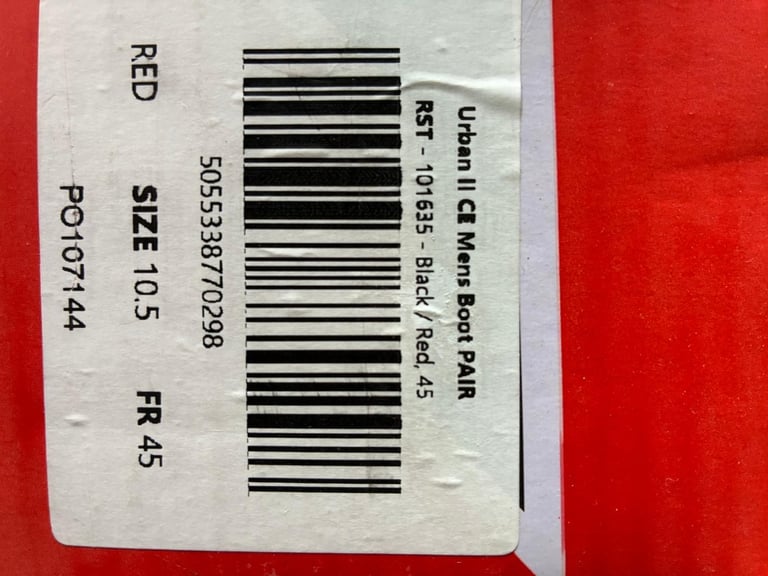 Urban II CE Mens Boot PAIR
RST - 101635 - Black / Red, 45
5055338770298
RED SIZE 10.5 FR 45
PO107144